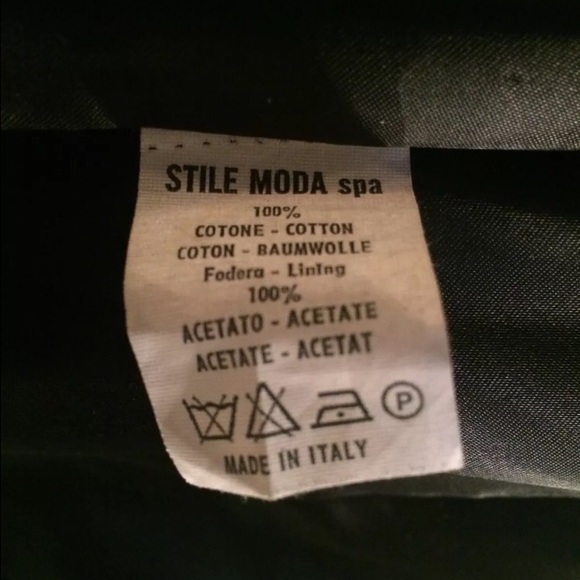 STILE MODA spa
100%
COTONE - COTTON
COTON - BAUMWOLLE
Fodera - Lining
100%
ACETATO - ACETATE
ACETATE - ACETAT
P
MADE IN ITALY